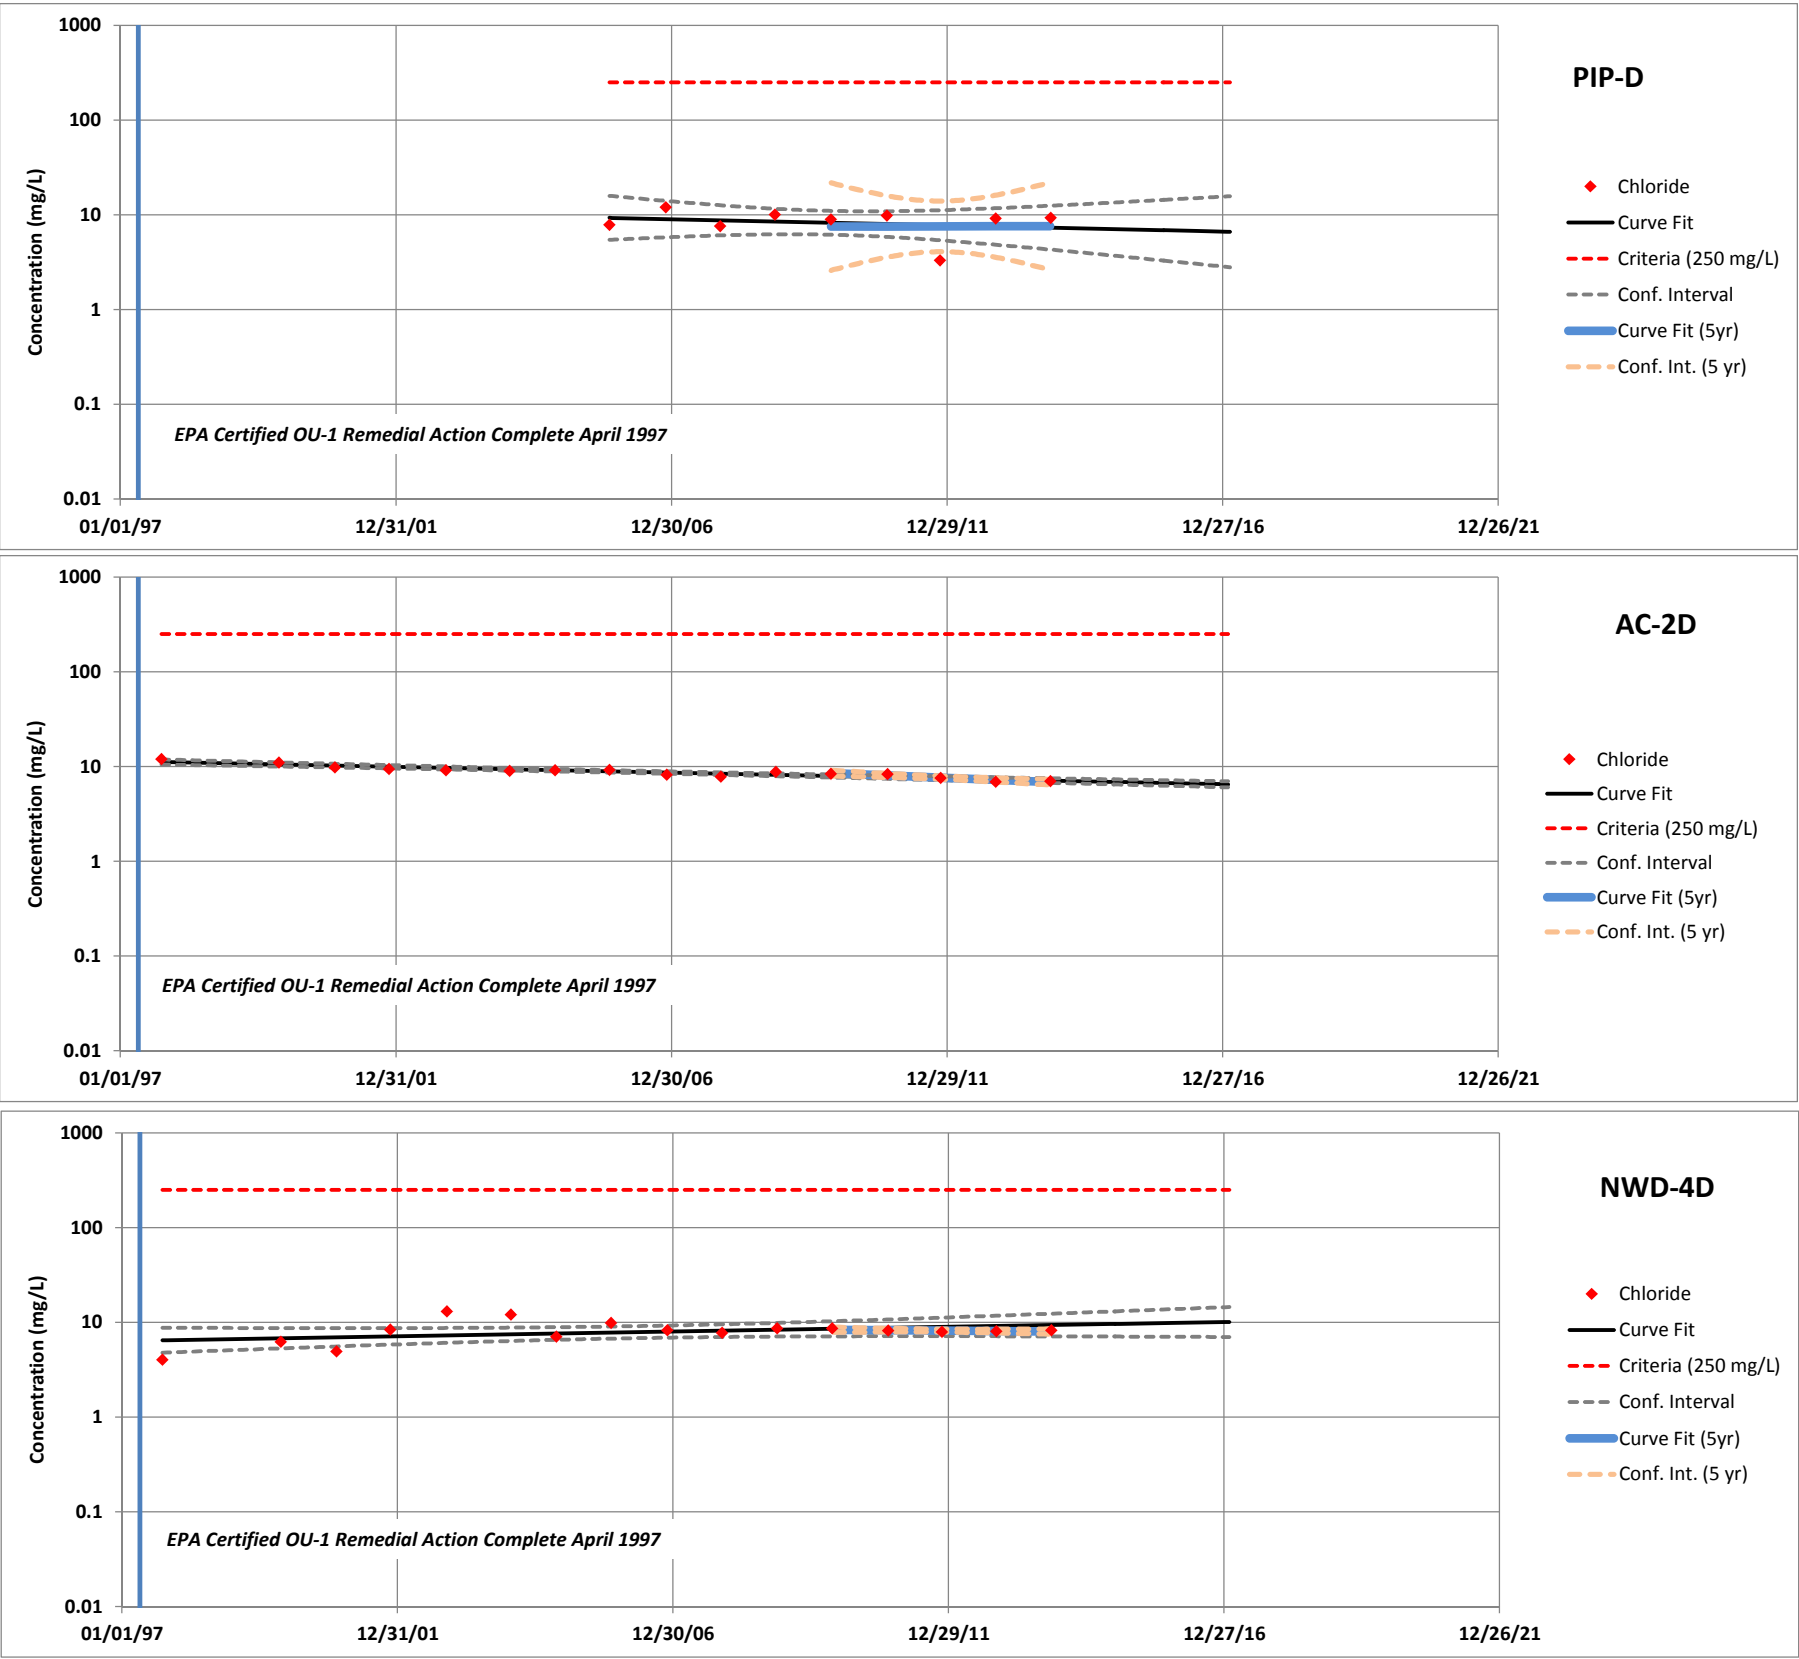 PIP-D
Concentration (mg/L)
1000
100
10
1
0.1
0.01
01/01/97
12/31/01
12/30/06
12/29/11
12/27/16
12/26/21
EPA Certified OU-1 Remedial Action Complete April 1997
Chloride
Curve Fit
Criteria (250 mg/L)
Conf. Interval
Curve Fit (5yr)
Conf. Int. (5 yr)
AC-2D
Concentration (mg/L)
1000
100
10
1
0.1
0.01
01/01/97
12/31/01
12/30/06
12/29/11
12/27/16
12/26/21
EPA Certified OU-1 Remedial Action Complete April 1997
Chloride
Curve Fit
Criteria (250 mg/L)
Conf. Interval
Curve Fit (5yr)
Conf. Int. (5 yr)
NWD-4D
Concentration (mg/L)
1000
100
10
1
0.1
0.01
01/01/97
12/31/01
12/30/06
12/29/11
12/27/16
12/26/21
EPA Certified OU-1 Remedial Action Complete April 1997
Chloride
Curve Fit
Criteria (250 mg/L)
Conf. Interval
Curve Fit (5yr)
Conf. Int. (5 yr)